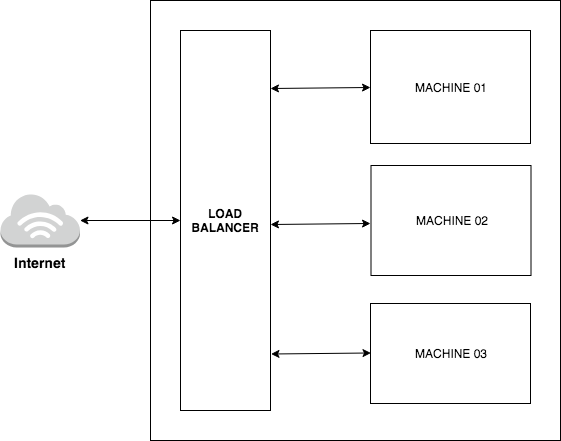 MACHINE 01
LOAD
BALANCER
MACHINE 02
Internet
MACHINE 03